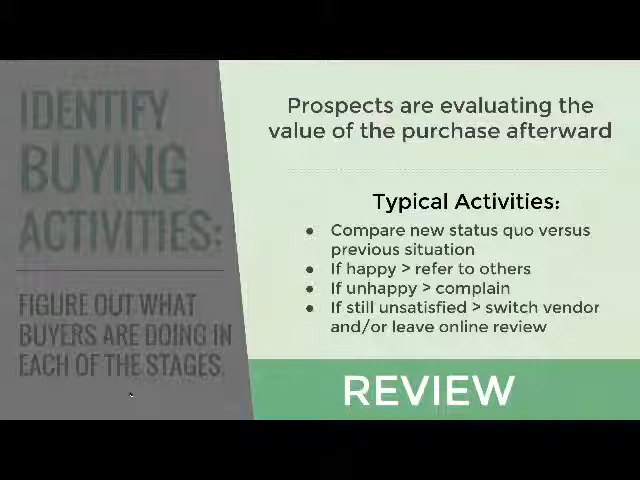 IDENTIFY
BUYING
ACTIVITIES:
FIGURE OUT WHAT
BUYERS ARE DOING IN
EACH OF THE STAGES.
Prospects are evaluating the
value of the purchase afterward
Typical Activities:
● Compare new status quo versus
previous situation
● If happy > refer to others
● If unhappy > complain
● If still unsatisfied > switch vendor
and/or leave online review
REVIEW